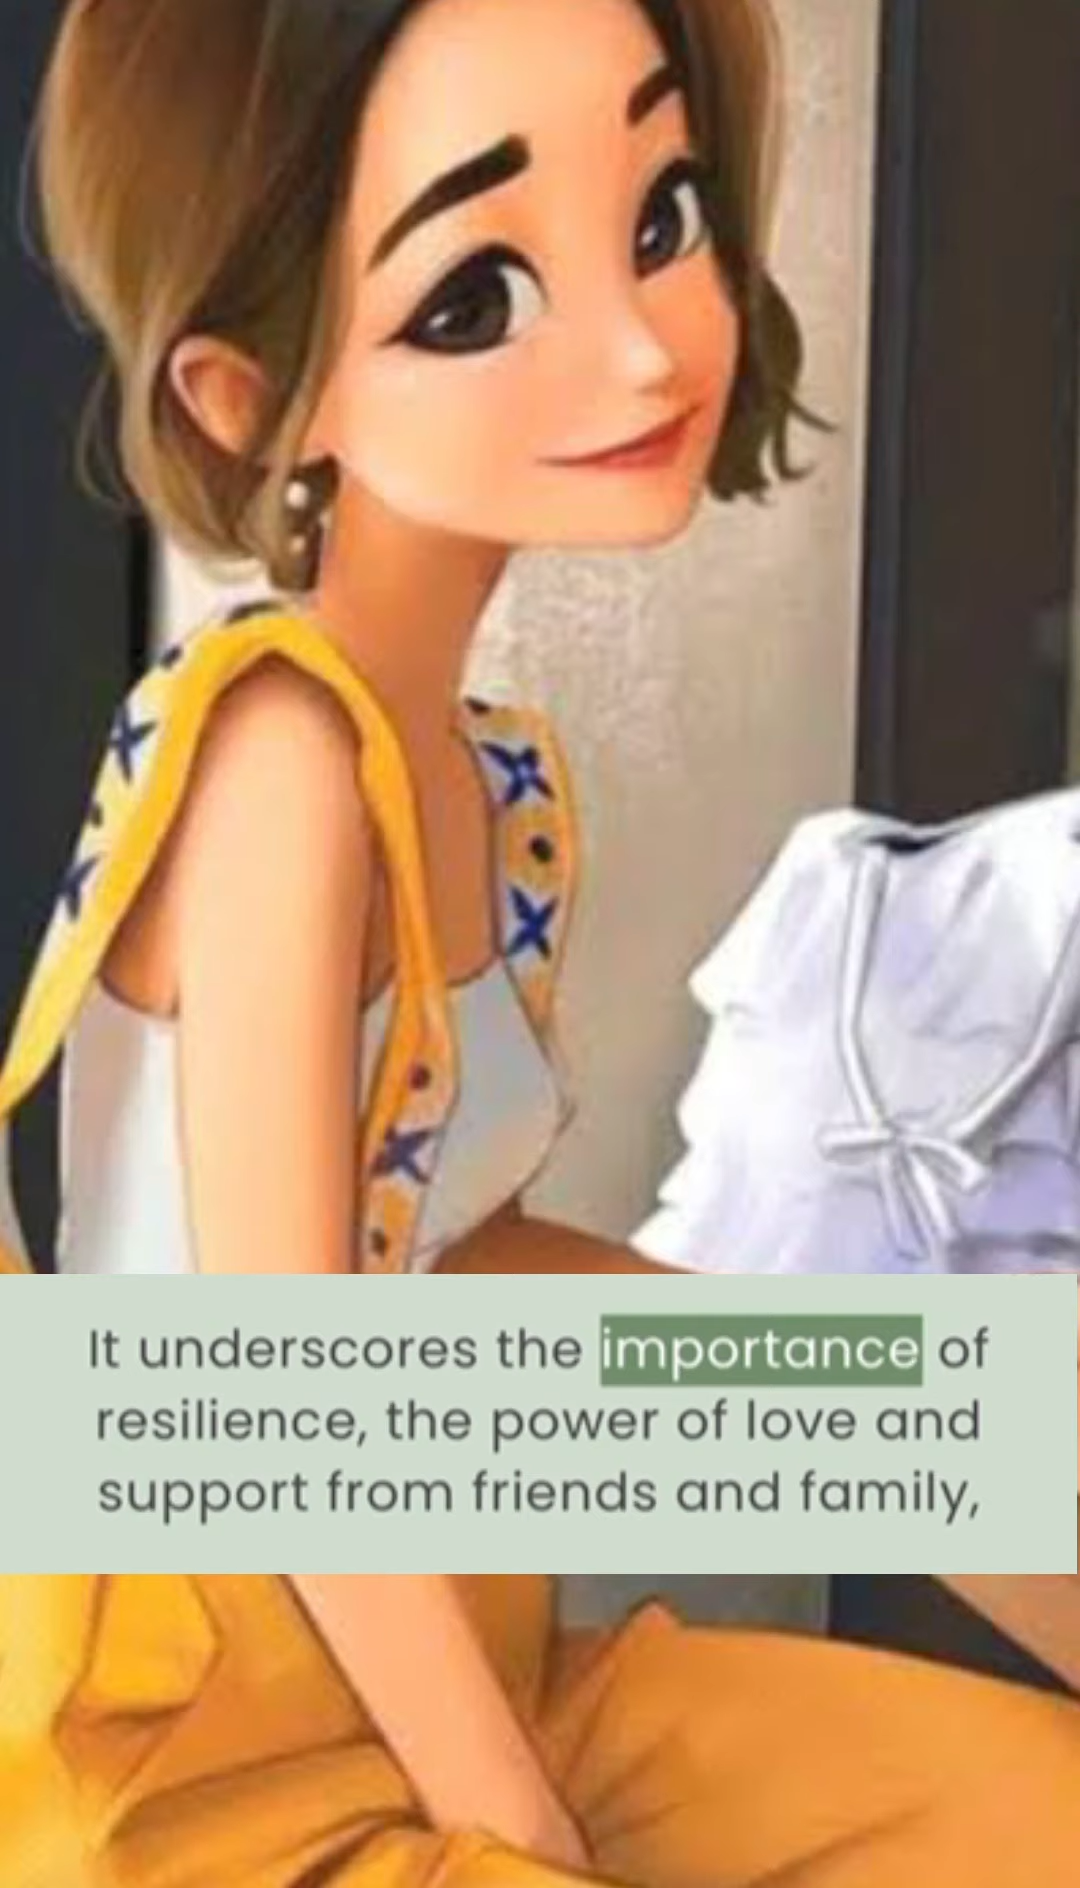 It underscores the importance of
resilience, the power of love and
support from friends and family,